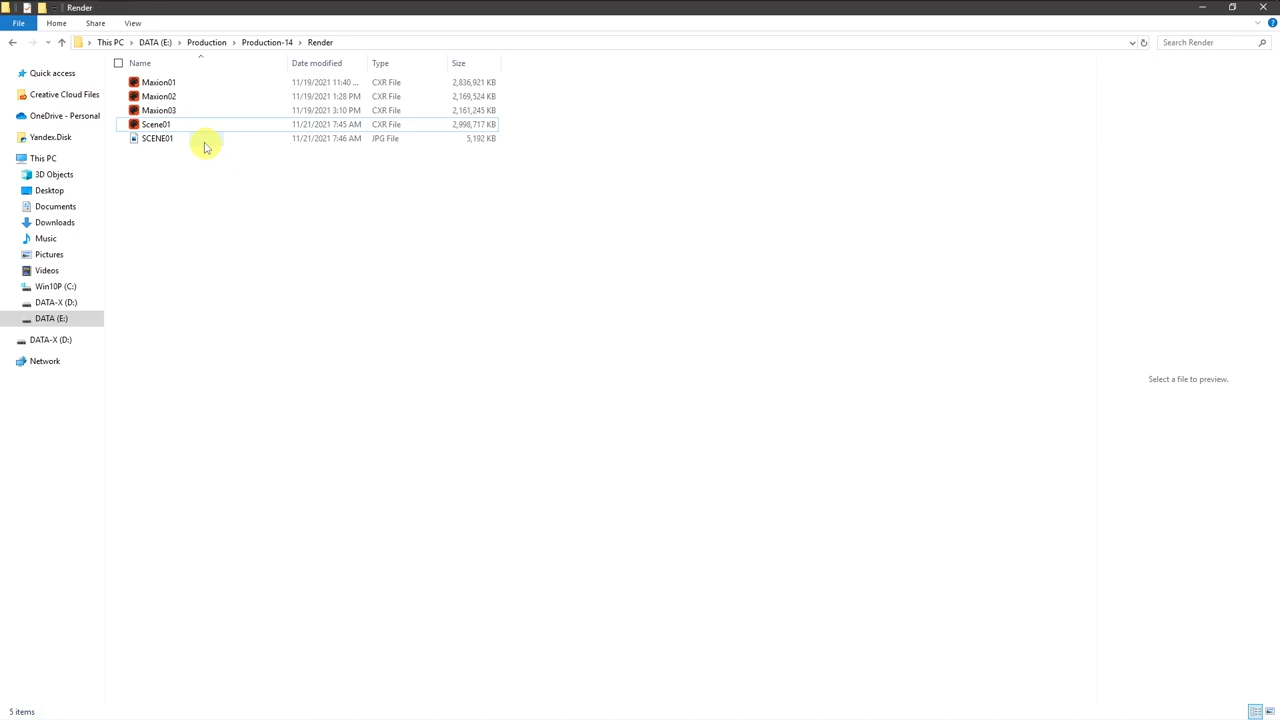 Render
File Home Share View
This PC DATA (E:) Production Production-14 Render Search Render
Name Date modified Type Size
Maxion01 11/19/2021 11:40 ... CXR File 2,836,921 KB
Maxion02 11/19/2021 1:28 PM CXR File 2,169,524 KB
Maxion03 11/19/2021 3:10 PM CXR File 2,161,245 KB
Scene01 11/21/2021 7:45 AM CXR File 2,998,717 KB
SCENE01 11/21/2021 7:46 AM JPG File 5,192 KB
Quick access
Creative Cloud Files
OneDrive - Personal
Yandex.Disk
This PC
3D Objects
Desktop
Documents
Downloads
Music
Pictures
Videos
Win10P (C:)
DATA-X (D:)
DATA (E:)
DATA-X (D:)
Network
Select a file to preview.
5 items